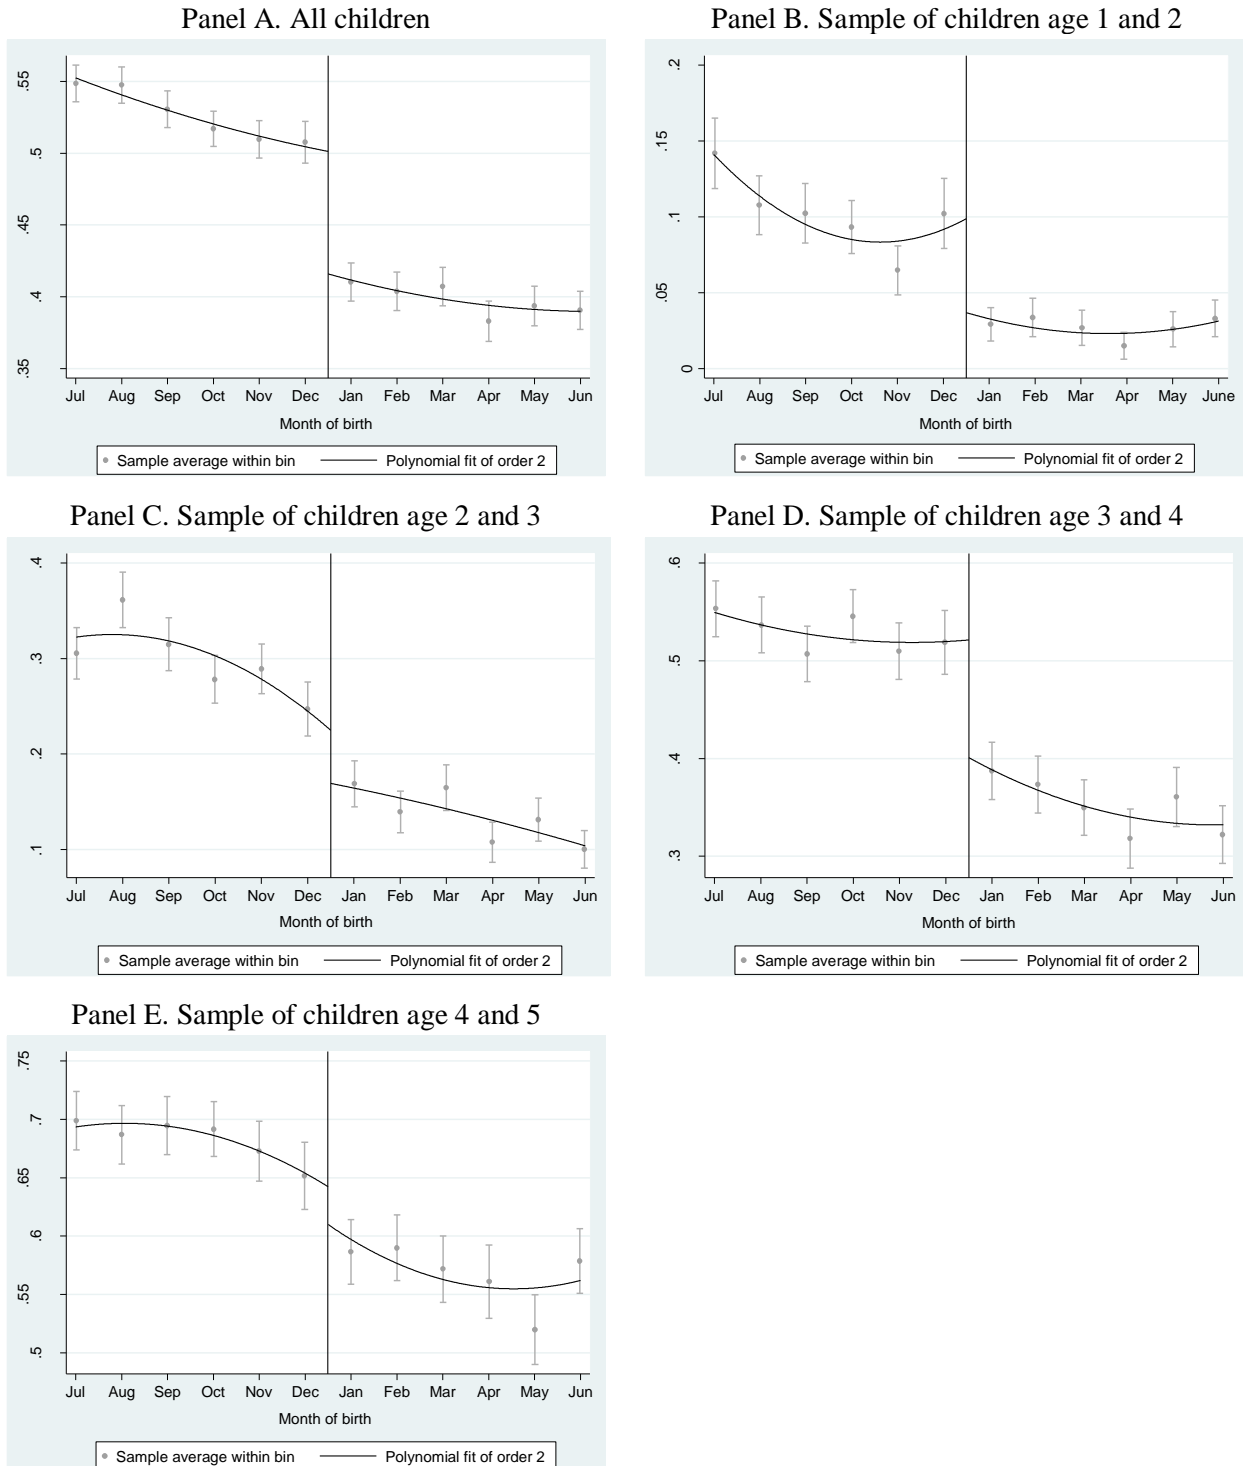 Panel A. All children
.55
.5
.45
.4
.35
Jul Aug Sep Oct Nov Dec Jan Feb Mar Apr May Jun
Month of birth
Sample average within bin Polynomial fit of order 2
Panel B. Sample of children age 1 and 2
.2
.15
.1
.05
0
Jul Aug Sep Oct Nov Dec Jan Feb Mar Apr May June
Month of birth
Sample average within bin Polynomial fit of order 2
Panel C. Sample of children age 2 and 3
.4
.3
.2
.1
Jul Aug Sep Oct Nov Dec Jan Feb Mar Apr May Jun
Month of birth
Sample average within bin Polynomial fit of order 2
Panel D. Sample of children age 3 and 4
.6
.5
.4
.3
Jul Aug Sep Oct Nov Dec Jan Feb Mar Apr May Jun
Month of birth
Sample average within bin Polynomial fit of order 2
Panel E. Sample of children age 4 and 5
.75
.7
.65
.6
.55
.5
Jul Aug Sep Oct Nov Dec Jan Feb Mar Apr May Jun
Month of birth
Sample average within bin Polynomial fit of order 2